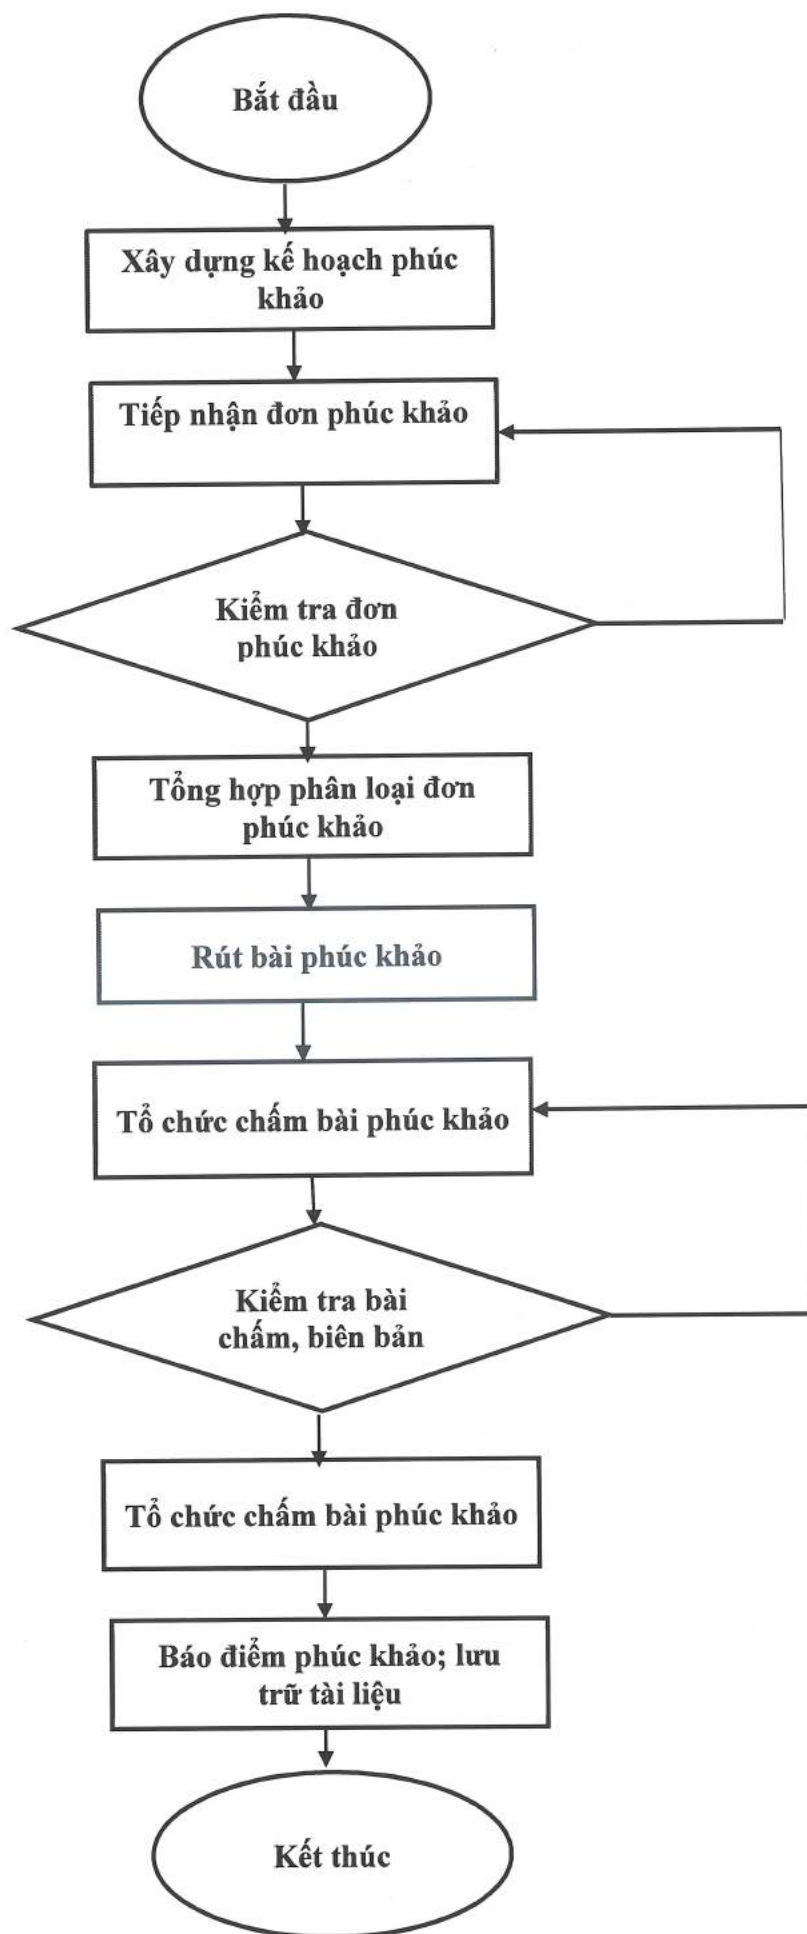 Bắt đầu
Xây dựng kế hoạch phúc
khảo
Tiếp nhận đơn phúc khảo
Kiểm tra đơn
phúc khảo
Tổng hợp phân loại đơn
phúc khảo
Rút bài phúc khảo
Tổ chức chấm bài phúc khảo
Kiểm tra bài
chấm, biên bản
Tổ chức chấm bài phúc khảo
Báo điểm phúc khảo; lưu
trữ tài liệu
Kết thúc